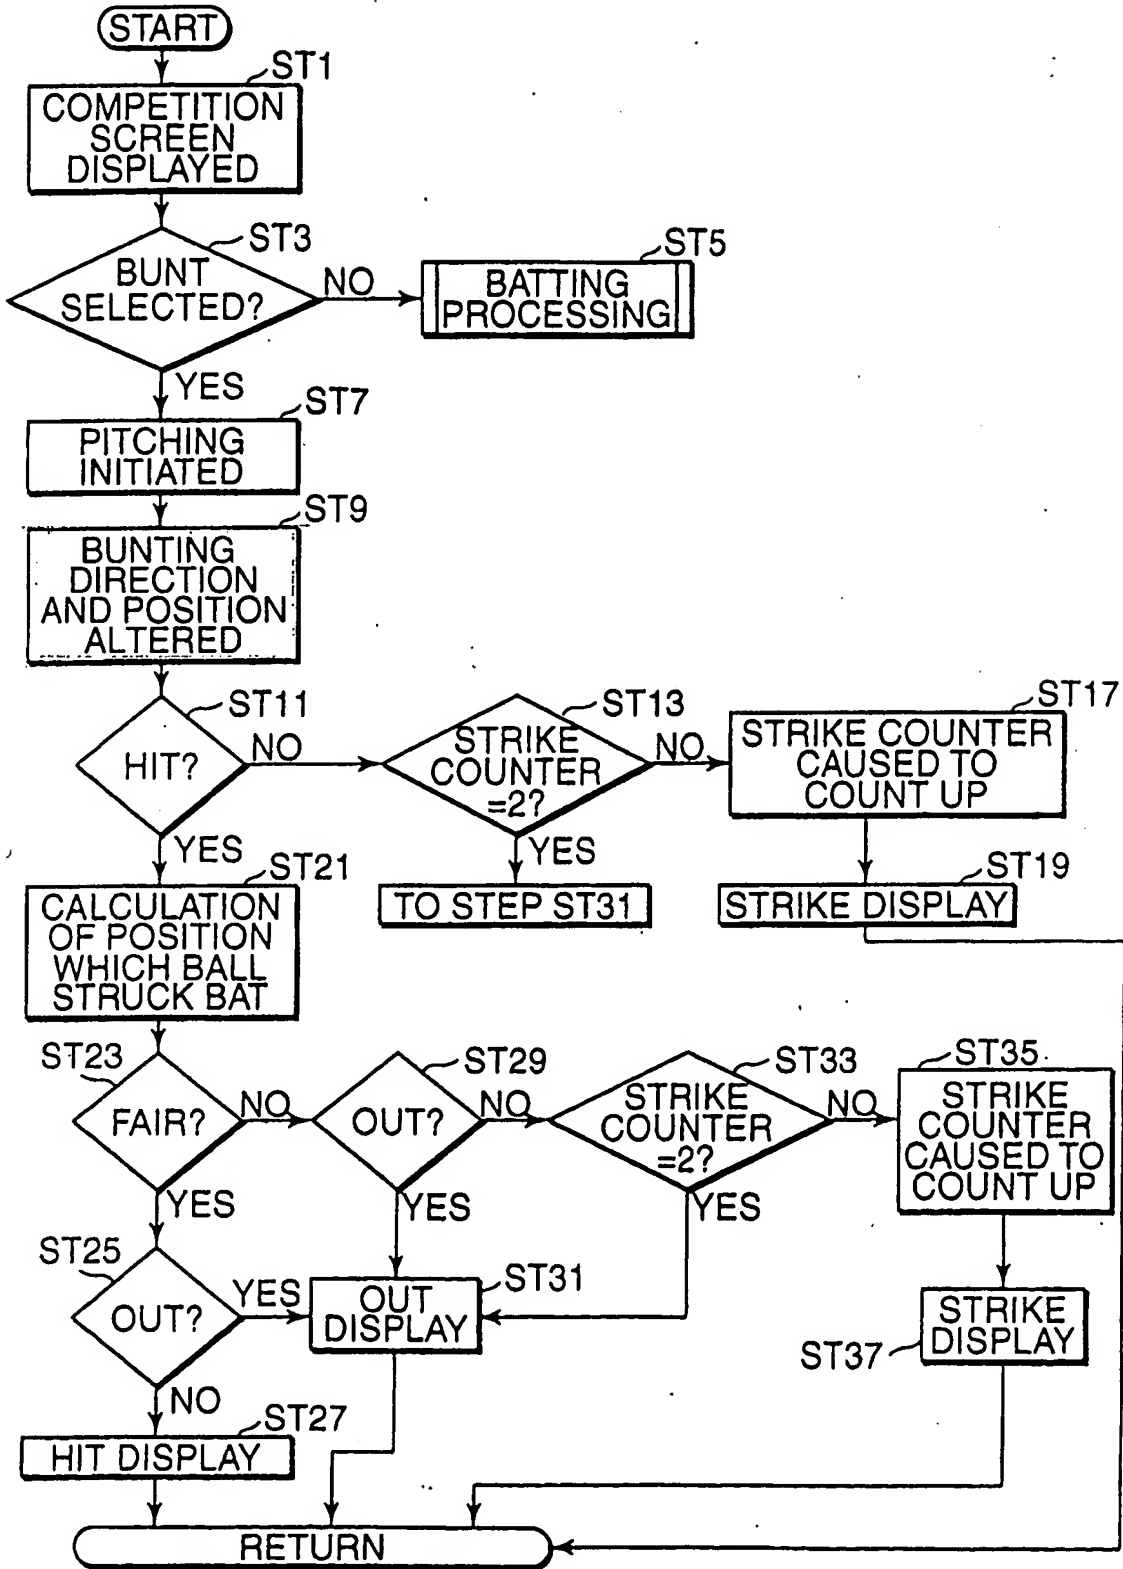 START
ST1
COMPETITION
SCREEN
DISPLAYED
ST3
BUNT
SELECTED?
NO
ST5
BATTING
PROCESSING
YES
ST7
PITCHING
INITIATED
ST9
BUNTING
DIRECTION
AND POSITION
ALTERED
ST11
HIT?
NO
ST13
STRIKE
COUNTER
=2?
NO
ST17
STRIKE COUNTER
CAUSED TO
COUNT UP
YES
YES
ST21
TO STEP ST31
ST19
STRIKE DISPLAY
CALCULATION
OF POSITION
WHICH BALL
STRUCK BAT
ST23
FAIR?
NO
ST29
OUT?
NO
ST33
STRIKE
COUNTER
=2?
NO
ST35
STRIKE
COUNTER
CAUSED TO
COUNT UP
YES
YES
YES
ST25
OUT?
YES
ST31
OUT
DISPLAY
ST37
STRIKE
DISPLAY
NO
ST27
HIT DISPLAY
RETURN